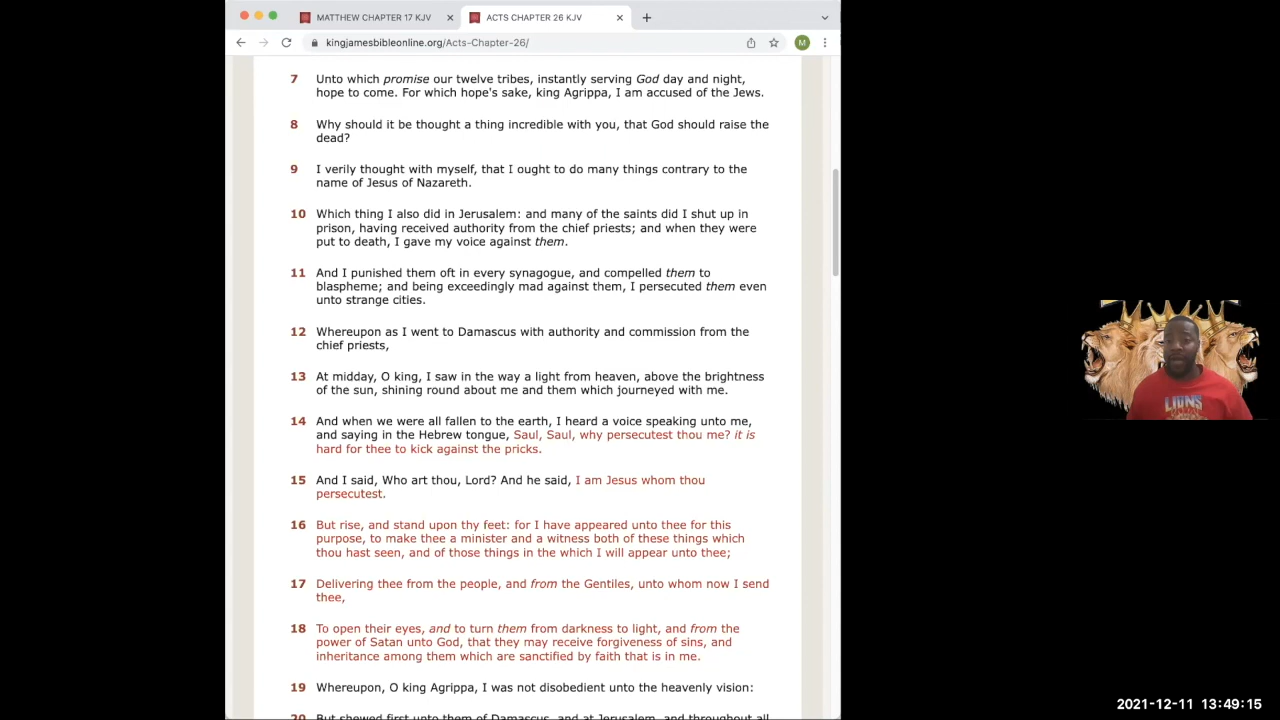 MATTHEW CHAPTER 17 KJV
ACTS CHAPTER 26 KJV
kingjamesbibleonline.org/Acts-Chapter-26/
M
7 Unto which promise our twelve tribes, instantly serving God day and night,
hope to come. For which hope's sake, king Agrippa, I am accused of the Jews.
8 Why should it be thought a thing incredible with you, that God should raise the
dead?
9 I verily thought with myself, that I ought to do many things contrary to the
name of Jesus of Nazareth.
10 Which thing I also did in Jerusalem: and many of the saints did I shut up in
prison, having received authority from the chief priests; and when they were
put to death, I gave my voice against them.
11 And I punished them oft in every synagogue, and compelled them to
blaspheme; and being exceedingly mad against them, I persecuted them even
unto strange cities.
12 Whereupon as I went to Damascus with authority and commission from the
chief priests,
13 At midday, O king, I saw in the way a light from heaven, above the brightness
of the sun, shining round about me and them which journeyed with me.
14 And when we were all fallen to the earth, I heard a voice speaking unto me,
and saying in the Hebrew tongue, Saul, Saul, why persecutest thou me? it is
hard for thee to kick against the pricks.
15 And I said, Who art thou, Lord? And he said, I am Jesus whom thou
persecutest.
16 But rise, and stand upon thy feet: for I have appeared unto thee for this
purpose, to make thee a minister and a witness both of these things which
thou hast seen, and of those things in the which I will appear unto thee;
17 Delivering thee from the people, and from the Gentiles, unto whom now I send
thee,
18 To open their eyes, and to turn them from darkness to light, and from the
power of Satan unto God, that they may receive forgiveness of sins, and
inheritance among them which are sanctified by faith that is in me.
19 Whereupon, O king Agrippa, I was not disobedient unto the heavenly vision:
20 But shewed first unto them of Damascus, and at Jerusalem, and throughout all
LIONS
2021-12-11 13:49:15